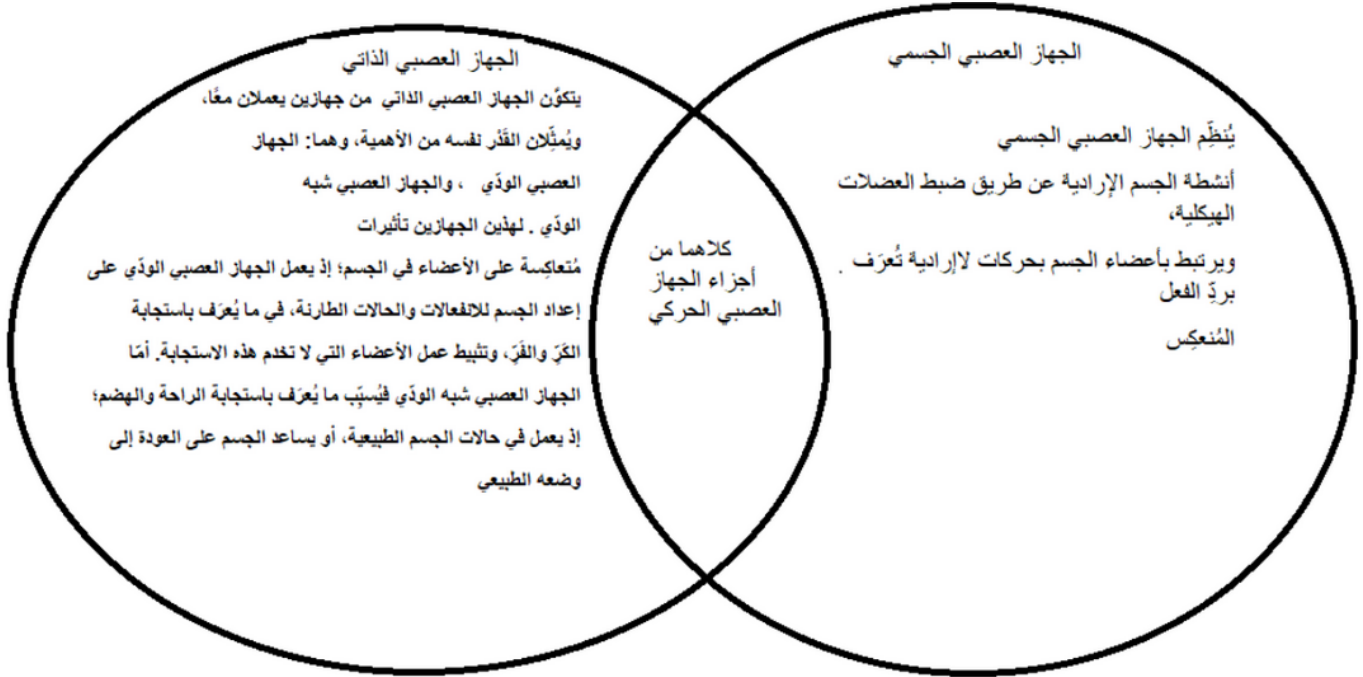 الجهاز العصبي الجسمي
يُنظِّم الجهاز العصبي الجسمي
أنشطة الجسم الإرادية عن طريق ضبط العضلات
الهيكلية،
ويرتبط بأعضاء الجسم بحركات لاإرادية تُعرَف .
بردِّ الفعل
المُنعكِس
كلاهما من
أجزاء الجهاز
العصبي الحركي
الجهاز العصبي الذاتي
يتكوَّن الجهاز العصبي الذاتي من جهازين يعملان معًا،
ويُمثِّلان القَدْر نفسه من الأهمية، وهما: الجهاز
العصبي الودّي ، والجهاز العصبي شبه
الودّي . لهذين الجهازين تأثيرات
مُتعاكِسة على الأعضاء في الجسم؛ إذ يعمل الجهاز العصبي الودّي على
إعداد الجسم للانفعالات والحالات الطارئة، في ما يُعرَف باستجابة
الكَرِّ والفَرِّ، وتثبيط عمل الأعضاء التي لا تخدم هذه الاستجابة. أمّا
الجهاز العصبي شبه الودّي فيُسبِّب ما يُعرَف باستجابة الراحة والهضم؛
إذ يعمل في حالات الجسم الطبيعية، أو يساعد الجسم على العودة إلى
وضعه الطبيعي